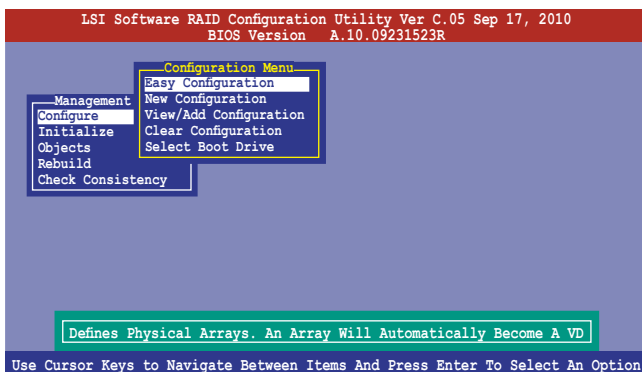 LSI Software RAID Configuration Utility Ver C.05 Sep 17, 2010
BIOS Version A.10.09231523R
Configuration Menu
Easy Configuration
New Configuration
View/Add Configuration
Clear Configuration
Select Boot Drive
Management
Configure
Initialize
Objects
Rebuild
Check Consistency
Defines Physical Arrays. An Array Will Automatically Become A VD
Use Cursor Keys to Navigate Between Items And Press Enter To Select An Option